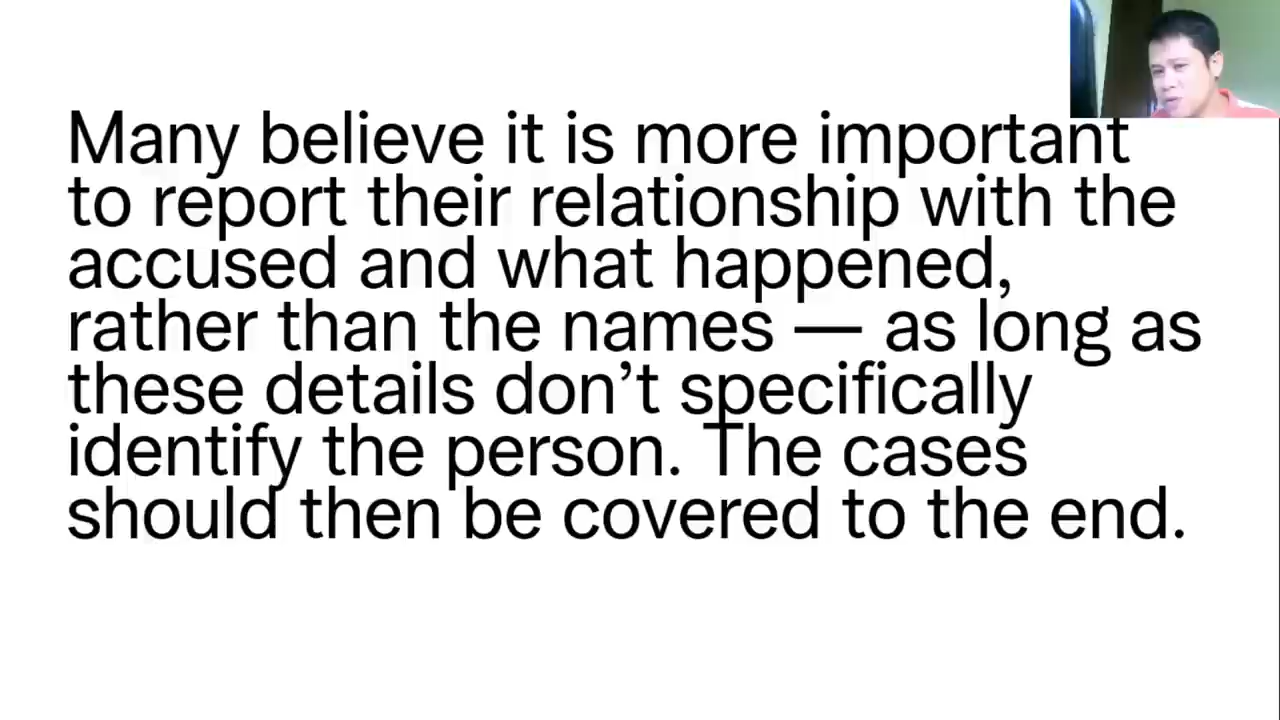 Many believe it is more important
to report their relationship with the
accused and what happened,
rather than the names — as long as
these details don’t specifically
identify the person. The cases
should then be covered to the end.